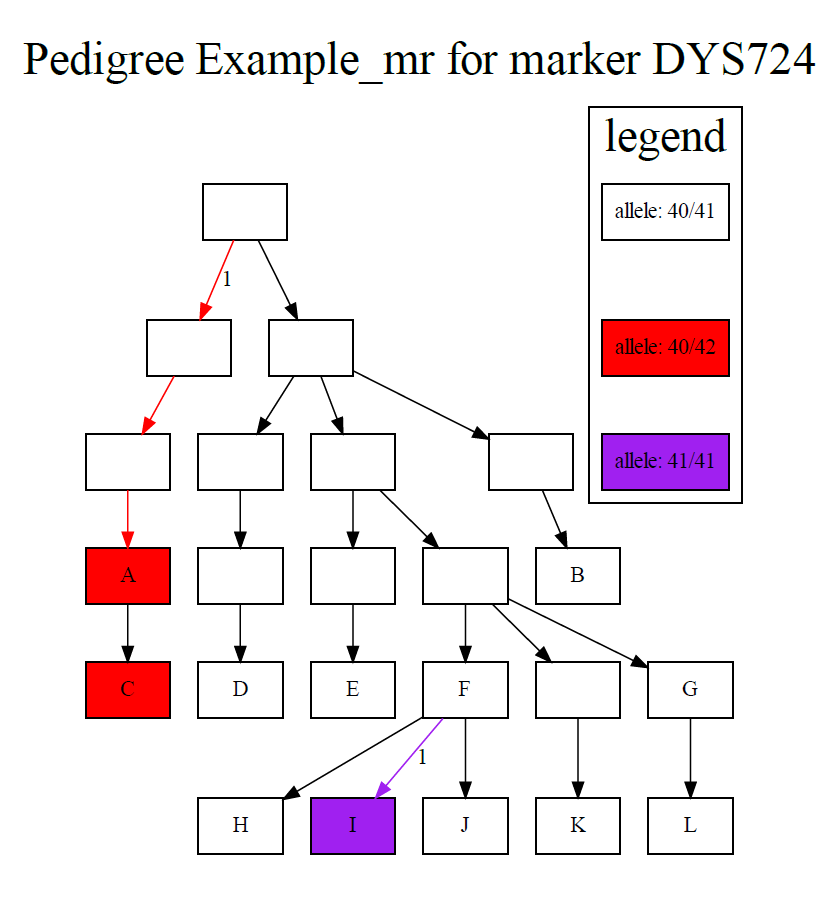 Pedigree Example_mr for marker DYS724
legend
allele: 40/41
1
allele: 40/42
allele: 41/41
A
B
C
D
E
F
G
1
H
I
J
K
L